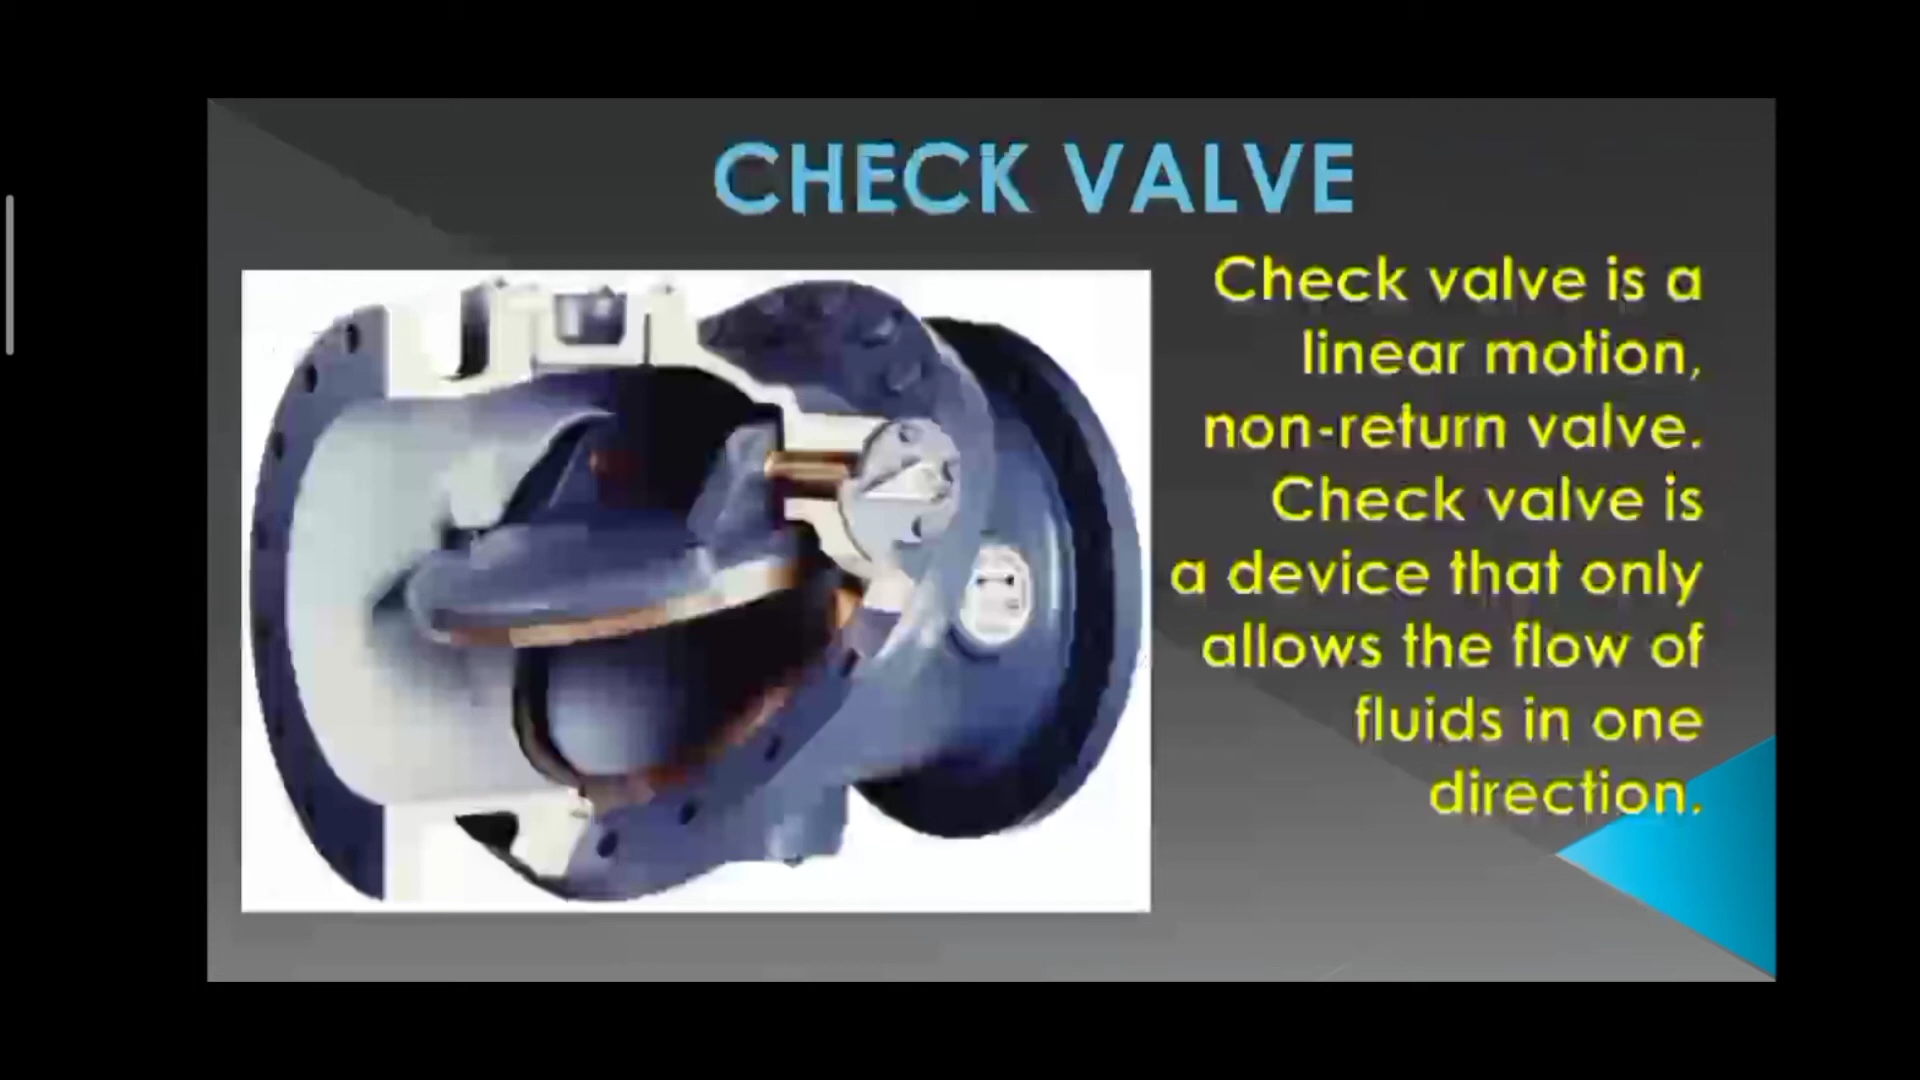 CHECK VALVE
Check valve is a
linear motion,
non-return valve.
Check valve is
a device that only
allows the flow of
fluids in one
direction.